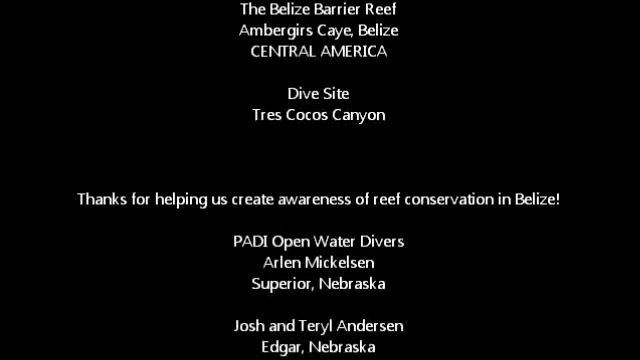 The Belize Barrier Reef
Ambergirs Caye, Belize
CENTRAL AMERICA
Dive Site
Tres Cocos Canyon
Thanks for helping us create awareness of reef conservation in Belize!
PADI Open Water Divers
Arlen Mickelsen
Superior, Nebraska
Josh and Teryl Andersen
Edgar, Nebraska